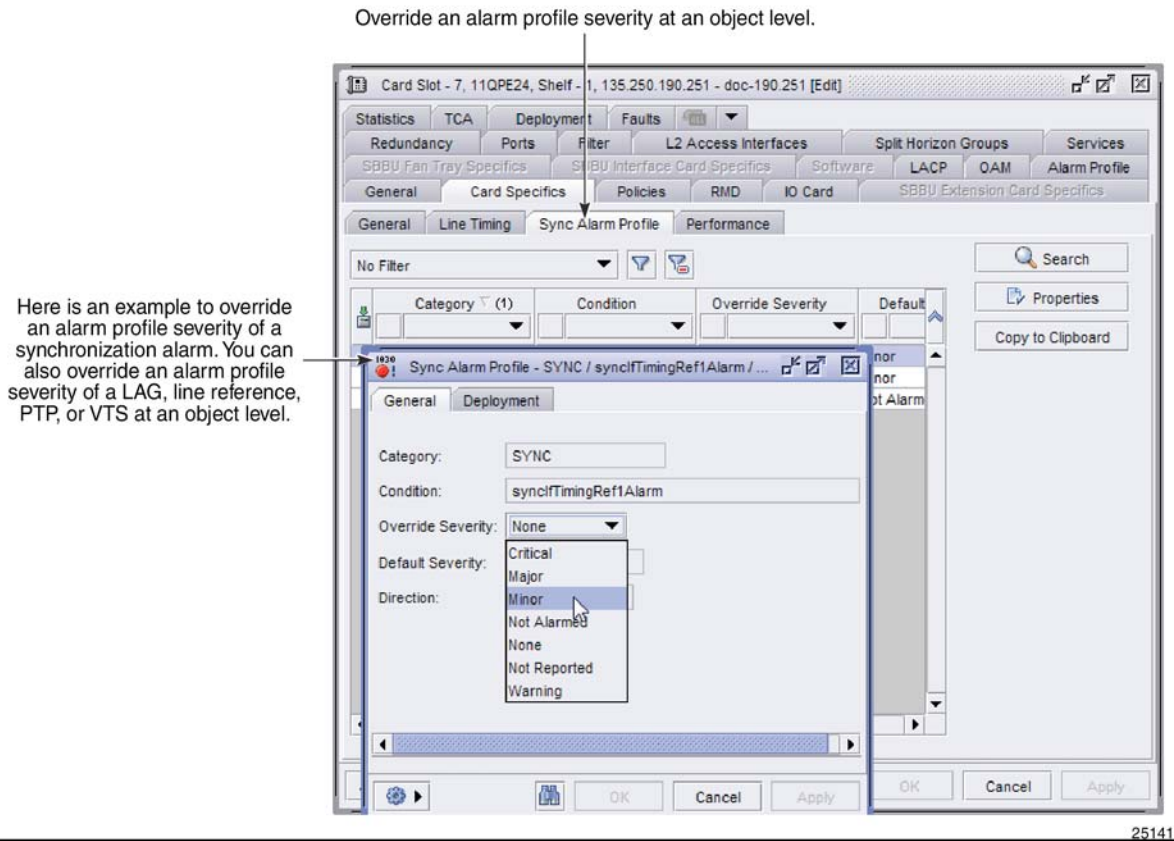 Override an alarm profile severity at an object level.
Card Slot - 7, 11QPE24, Shelf - 1, 135.250.190.251 - doc-190.251 [Edit]
Statistics TCA Deployment Faults
Redundancy Ports Filter L2 Access Interfaces Split Horizon Groups Services
SBBU Fan Tray Specifics SBBU Interface Card Specifics Software LACP OAM Alarm Profile
General Card Specifics Policies RMD IO Card SBBU Extension Card Specifics
General Line Timing Sync Alarm Profile Performance
No Filter
Search
Properties
Copy to Clipboard
Category (1) Condition Override Severity Default
Here is an example to override
an alarm profile severity of a
synchronization alarm. You can
also override an alarm profile
severity of a LAG, line reference,
PTP, or VTS at an object level.
Sync Alarm Profile - SYNC / syncIfTimingRef1Alarm / ...
nor
nor
ot Alarm
General Deployment
Category: SYNC
Condition: syncIfTimingRef1Alarm
Override Severity: None
Default Severity:
Direction:
Critical
Major
Minor
Not Alarmed
None
Not Reported
Warning
OK Cancel Apply
OK Cancel Apply
25141